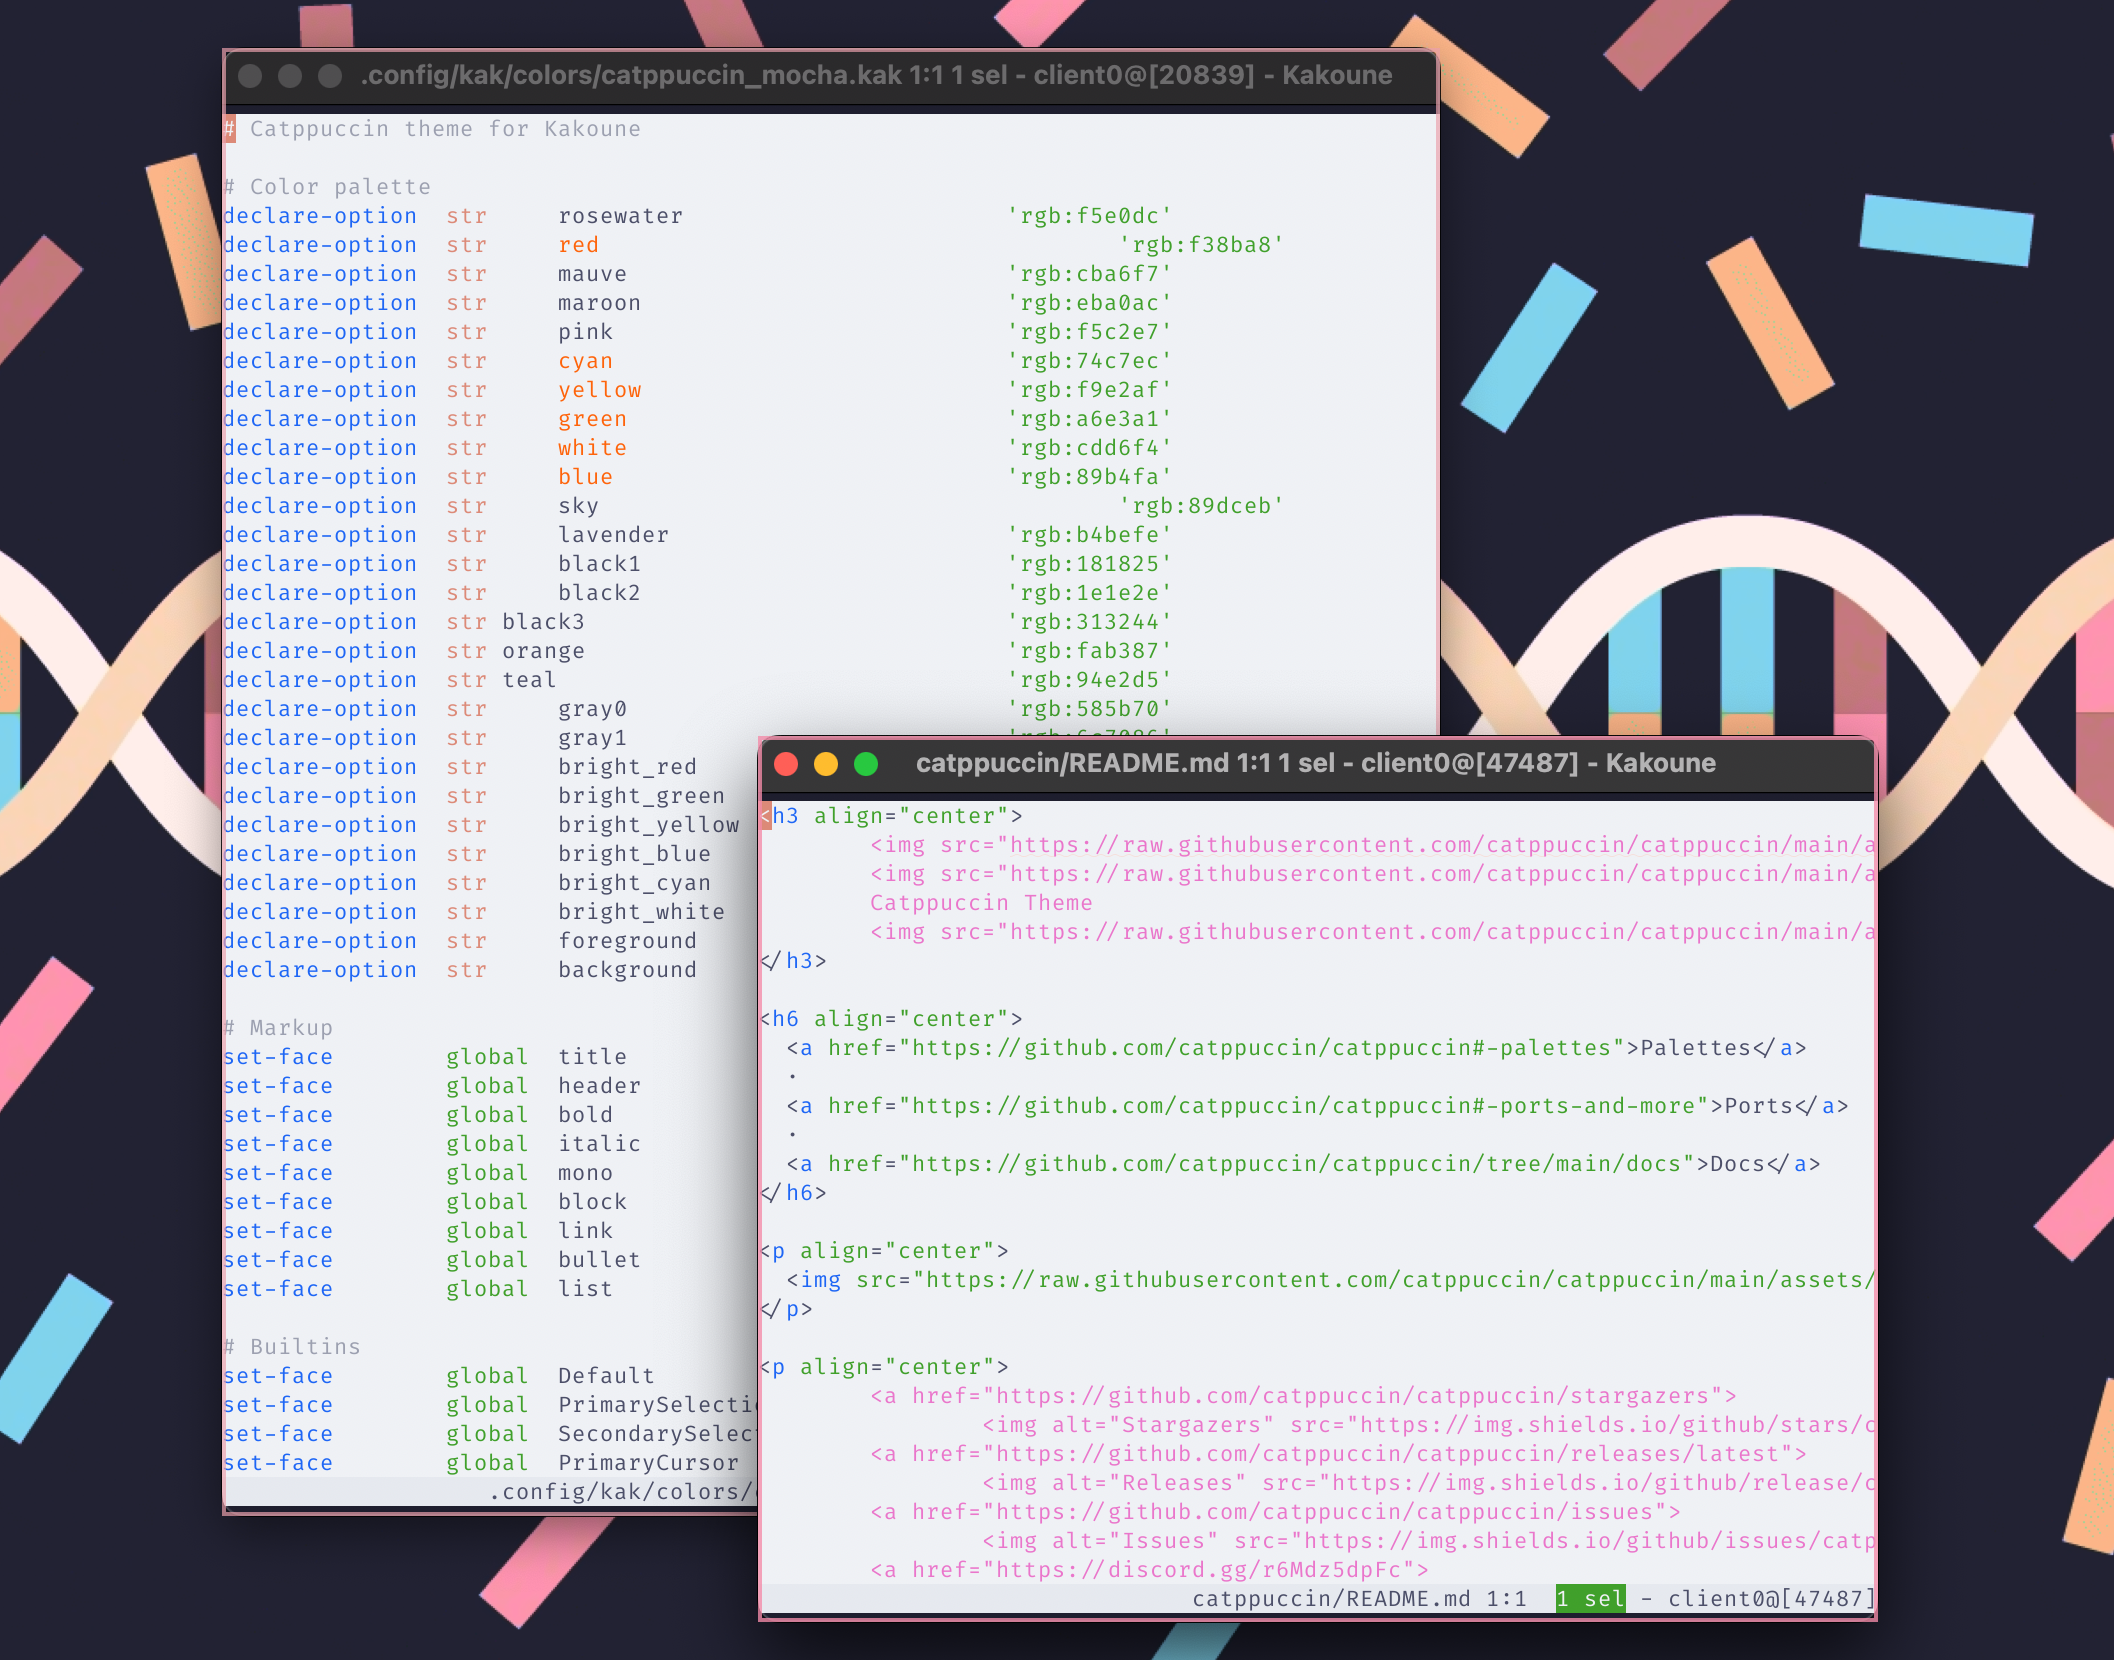 .config/kak/colors/catppuccin_mocha.kak 1:1 1 sel - client0@[20839] - Kakoune
# Catppuccin theme for Kakoune
# Color palette
declare-option str rosewater 'rgb:f5e0dc'
declare-option str red 'rgb:f38ba8'
declare-option str mauve 'rgb:cba6f7'
declare-option str maroon 'rgb:eba0ac'
declare-option str pink 'rgb:f5c2e7'
declare-option str cyan 'rgb:74c7ec'
declare-option str yellow 'rgb:f9e2af'
declare-option str green 'rgb:a6e3a1'
declare-option str white 'rgb:cdd6f4'
declare-option str blue 'rgb:89b4fa'
declare-option str sky 'rgb:89dceb'
declare-option str lavender 'rgb:b4befe'
declare-option str black1 'rgb:181825'
declare-option str black2 'rgb:1e1e2e'
declare-option str black3 'rgb:313244'
declare-option str orange 'rgb:fab387'
declare-option str teal 'rgb:94e2d5'
declare-option str gray0 'rgb:585b70'
declare-option str gray1
declare-option str bright_red
declare-option str bright_green
declare-option str bright_yellow
declare-option str bright_blue
declare-option str bright_cyan
declare-option str bright_white
declare-option str foreground
declare-option str background
# Markup
set-face global title
set-face global header
set-face global bold
set-face global italic
set-face global mono
set-face global block
set-face global link
set-face global bullet
set-face global list
# Builtins
set-face global Default
set-face global PrimarySelecti
set-face global SecondarySelec
set-face global PrimaryCursor
.config/kak/colors/
catppuccin/README.md 1:1 1 sel - client0@[47487] - Kakoune
<h3 align="center">
<img src="https://raw.githubusercontent.com/catppuccin/catppuccin/main/a
<img src="https://raw.githubusercontent.com/catppuccin/catppuccin/main/a
Catppuccin Theme
<img src="https://raw.githubusercontent.com/catppuccin/catppuccin/main/a
</h3>
<h6 align="center">
<a href="https://github.com/catppuccin/catppuccin#-palettes">Palettes</a>
·
<a href="https://github.com/catppuccin/catppuccin#-ports-and-more">Ports</a>
·
<a href="https://github.com/catppuccin/catppuccin/tree/main/docs">Docs</a>
</h6>
<p align="center">
<img src="https://raw.githubusercontent.com/catppuccin/catppuccin/main/assets/
</p>
<p align="center">
<a href="https://github.com/catppuccin/catppuccin/stargazers">
<img alt="Stargazers" src="https://img.shields.io/github/stars/c
<a href="https://github.com/catppuccin/catppuccin/releases/latest">
<img alt="Releases" src="https://img.shields.io/github/release/c
<a href="https://github.com/catppuccin/catppuccin/issues">
<img alt="Issues" src="https://img.shields.io/github/issues/catp
<a href="https://discord.gg/r6Mdz5dpFc">
catppuccin/README.md 1:1 1 sel - client0@[47487]